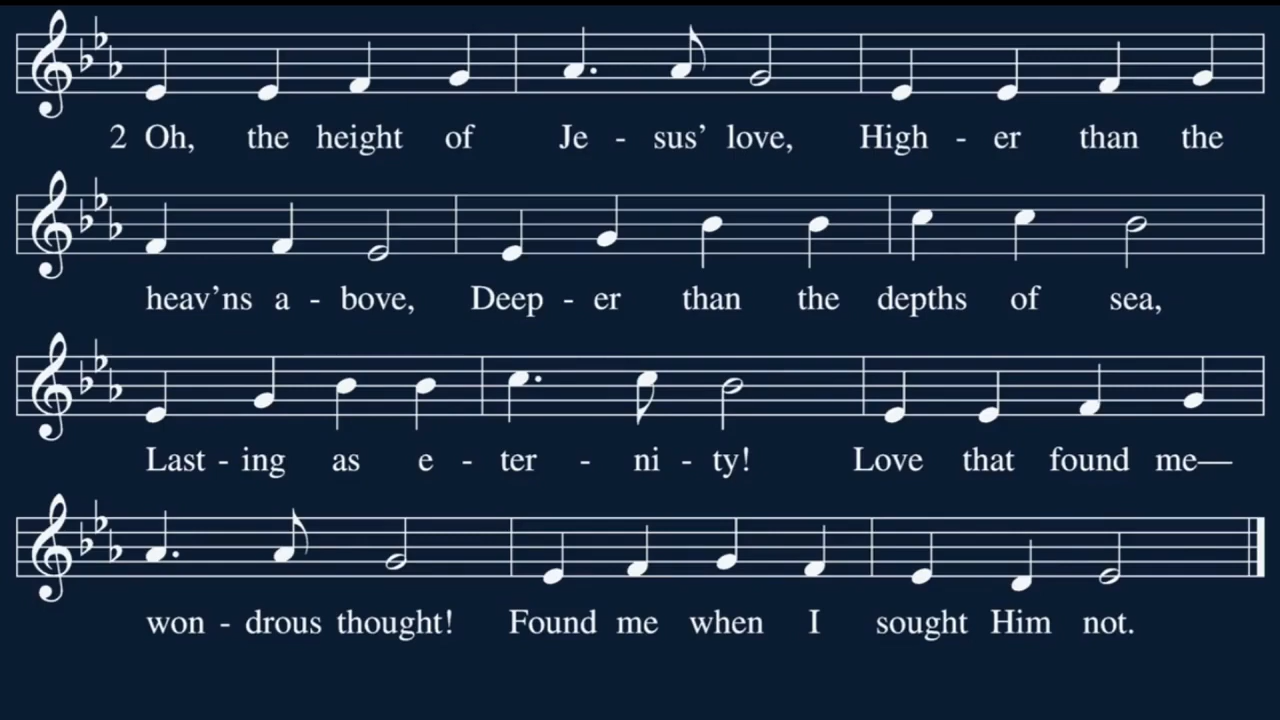 2 Oh, the height of Je - sus’ love, High - er than the
heav’ns a - bove, Deep - er than the depths of sea,
Last - ing as e - ter - ni - ty! Love that found me—
won - drous thought! Found me when I sought Him not.